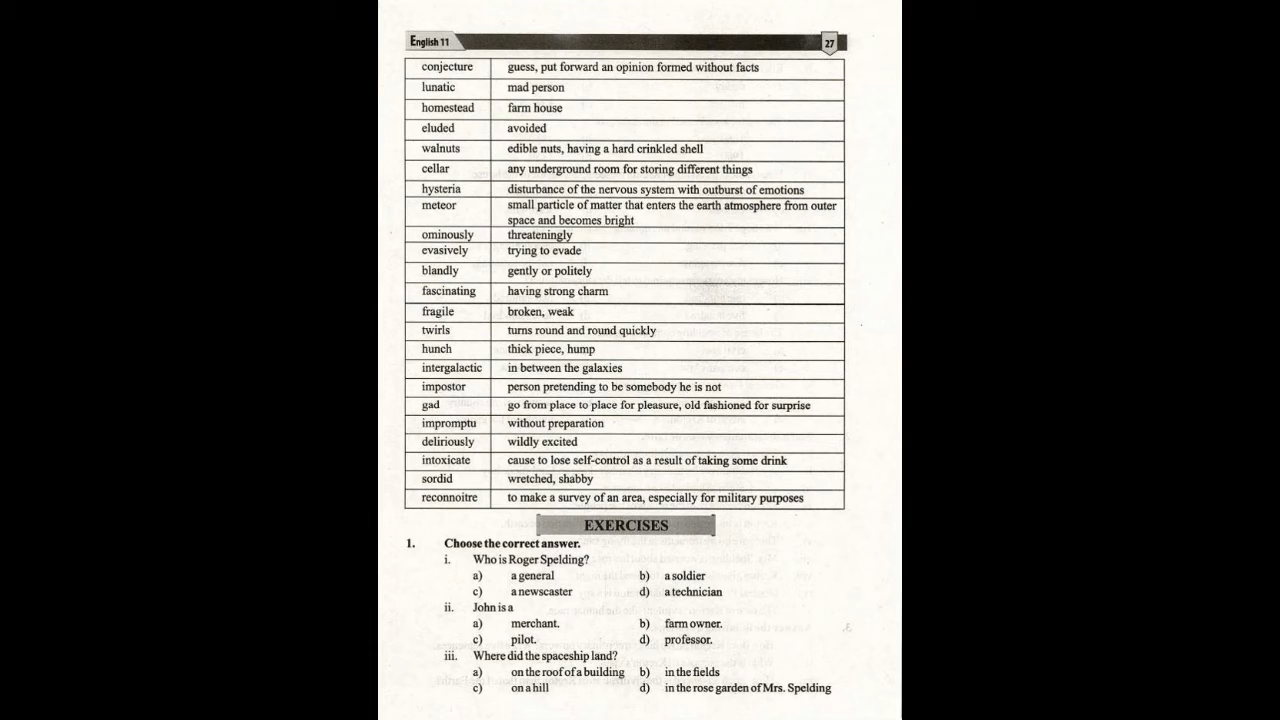 English 11 27
conjecture guess, put forward an opinion formed without facts
lunatic mad person
homestead farm house
eluded avoided
walnuts edible nuts, having a hard crinkled shell
cellar any underground room for storing different things
hysteria disturbance of the nervous system with outburst of emotions
meteor small particle of matter that enters the earth atmosphere from outer
space and becomes bright
ominously threateningly
evasively trying to evade
blandly gently or politely
fascinating having strong charm
fragile broken, weak
twirls turns round and round quickly
hunch thick piece, hump
intergalactic in between the galaxies
impostor person pretending to be somebody he is not
gad go from place to place for pleasure, old fashioned for surprise
impromptu without preparation
deliriously wildly excited
intoxicate cause to lose self-control as a result of taking some drink
sordid wretched, shabby
reconnoitre to make a survey of an area, especially for military purposes
EXERCISES
1. Choose the correct answer.
i. Who is Roger Spelding?
a) a general b) a soldier
c) a newscaster d) a technician
ii. John is a
a) merchant. b) farm owner.
c) pilot. d) professor.
iii. Where did the spaceship land?
a) on the roof of a building b) in the fields
c) on a hill d) in the rose garden of Mrs. Spelding